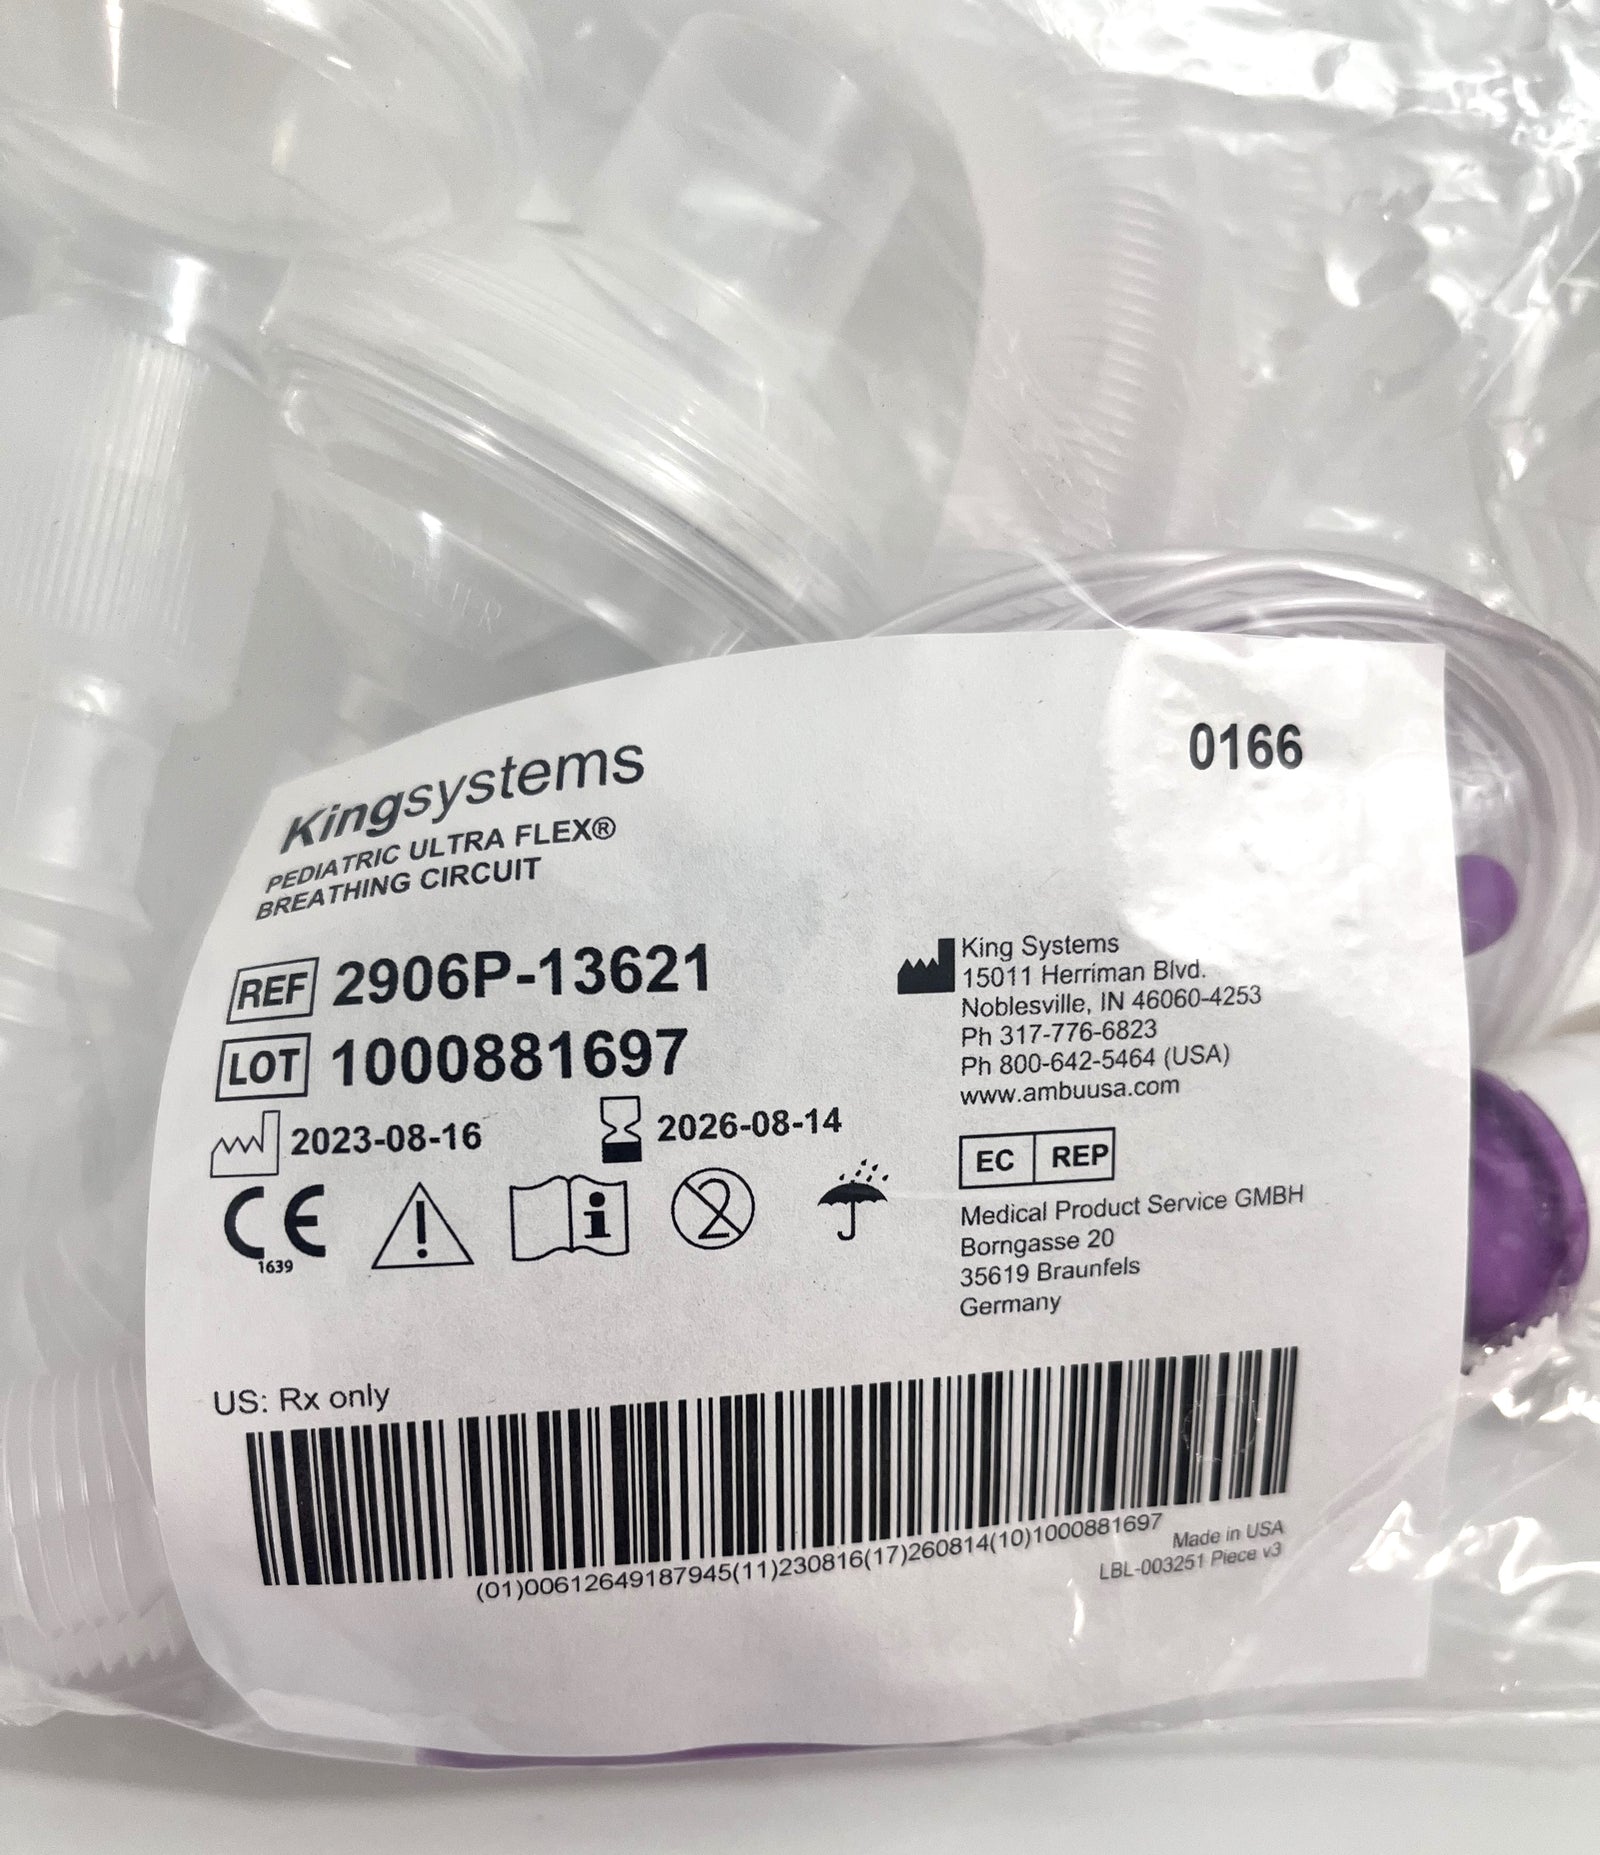 0166
Kingsystems
PEDIATRIC ULTRA FLEX®
BREATHING CIRCUIT
REF 2906P-13621
LOT 1000881697
2023-08-16 2026-08-14
CE
1639
2
King Systems
15011 Herriman Blvd.
Noblesville, IN 46060-4253
Ph 317-776-6823
Ph 800-642-5464 (USA)
www.ambuusa.com
EC REP
Medical Product Service GMBH
Borngasse 20
35619 Braunfels
Germany
US: Rx only
(01)00612649187945(11)230816(17)260814(10)1000881697
Made in USA
LBL-003251 Piece v3